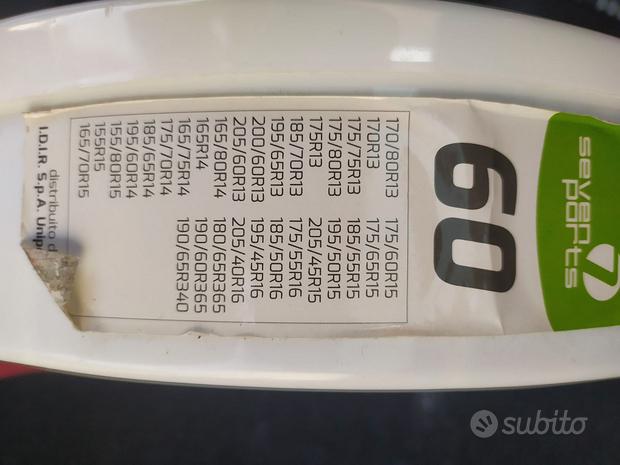 seven
ports
7
60
170/80R13
170R13
175/75R13
175/80R13
175R13
185/70R13
195/65R13
200/60R13
205/60R13
165/80R14
165R14
165/75R14
175/70R14
185/65R14
195/60R14
155/80R15
155R15
165/70R15
175/60R15
175/65R15
185/55R15
195/50R15
205/45R15
175/55R16
185/50R16
195/45R16
205/40R16
180/65R365
190/60R365
190/65R340
distribuito d
I.D.I.R. S.p.A. Unip
subito